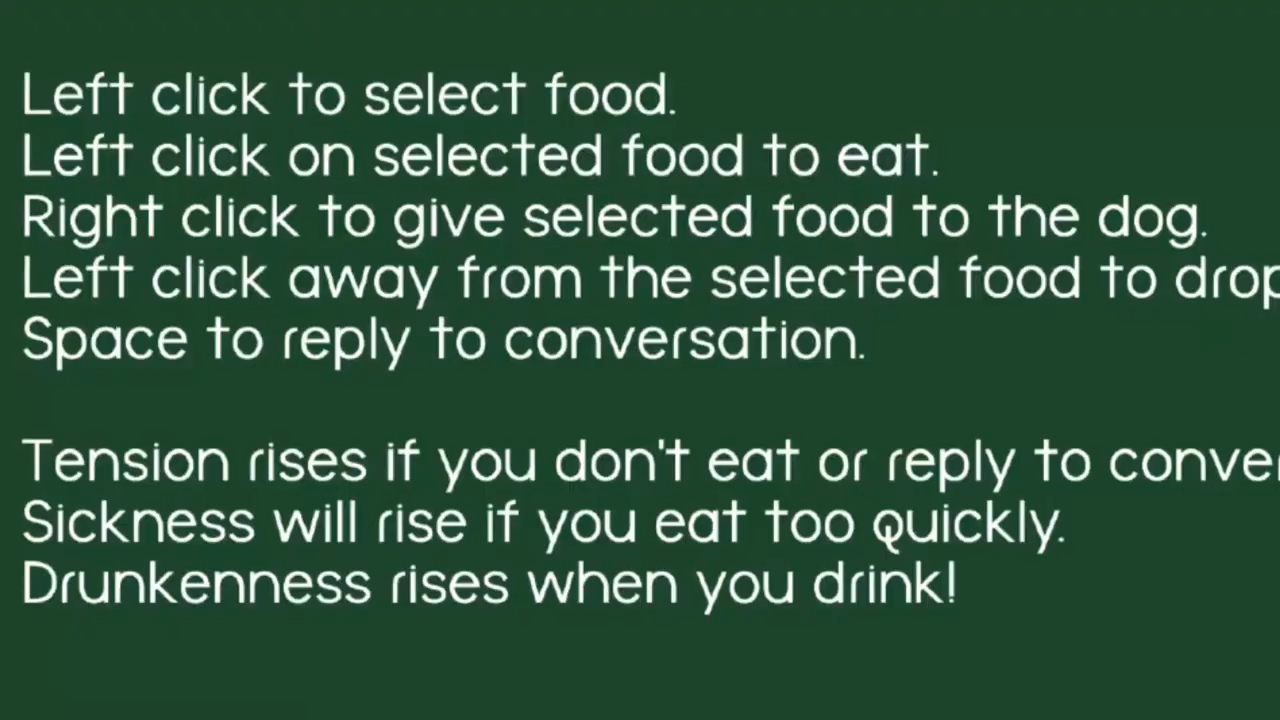 Left click to select food.
Left click on selected food to eat.
Right click to give selected food to the dog.
Left click away from the selected food to drop
Space to reply to conversation.
Tension rises if you don't eat or reply to
Sickness will rise if you eat too quickly.
Drunkenness rises when you drink!